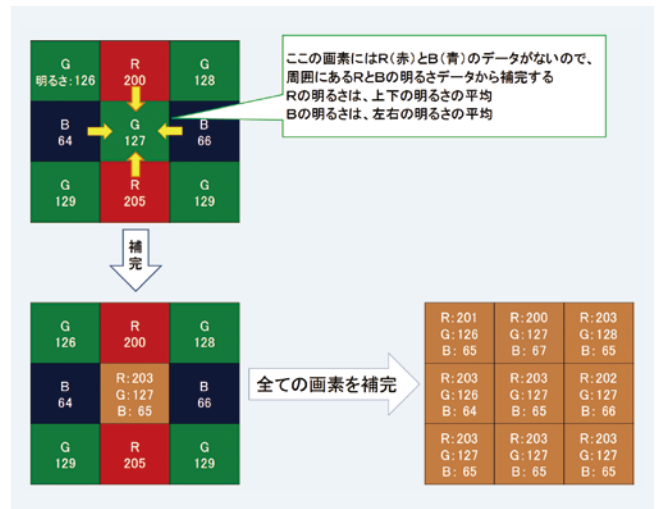 G
明るさ:126
R
200
G
128
B
64
G
127
B
66
G
129
R
205
G
129
ここの画素にはR(赤)とB(青)のデータがないので、
周囲にあるRとBの明るさデータから補完する
Rの明るさは、上下の明るさの平均
Bの明るさは、左右の明るさの平均
補
完
G
126
R
200
G
128
B
64
R:203
G:127
B: 65
B
66
G
129
R
205
G
129
全ての画素を補完
R:201
G:126
B: 65
R:200
G:127
B: 67
R:203
G:128
B: 65
R:203
G:126
B: 64
R:203
G:127
B: 65
R:202
G:127
B: 66
R:203
G:127
B: 65
R:203
G:127
B: 65
R:203
G:127
B: 65